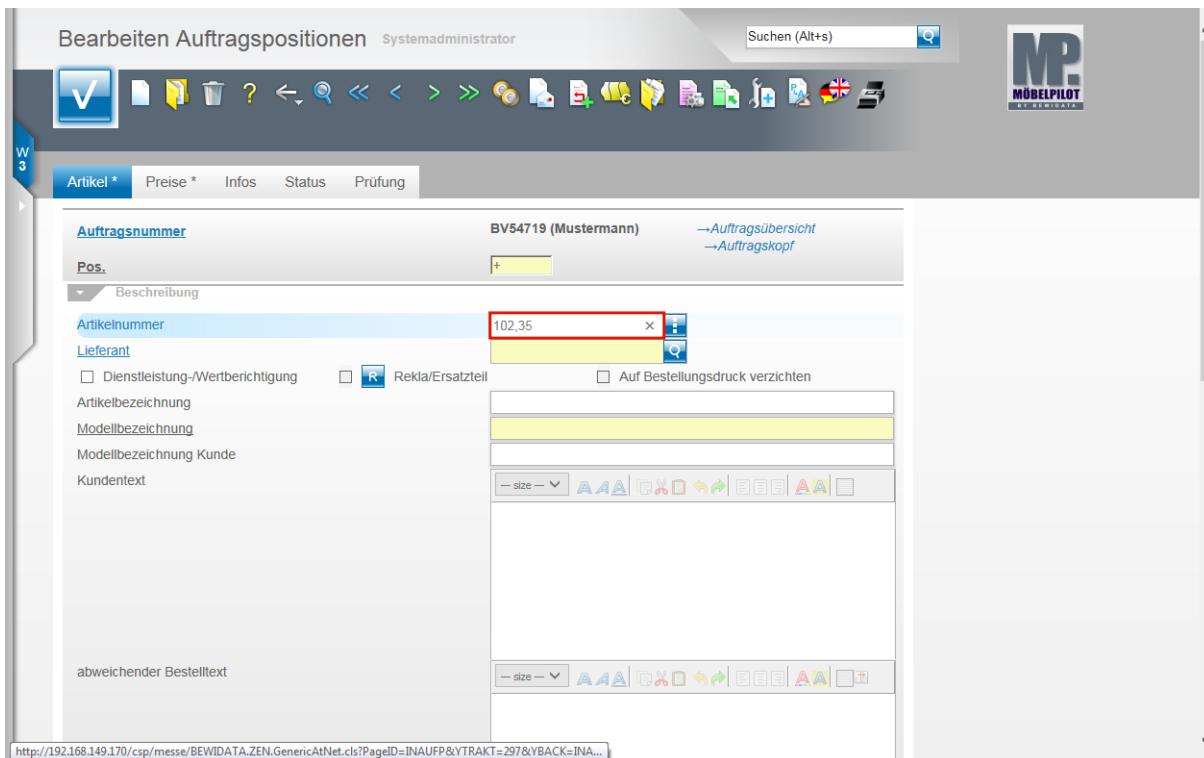 Bearbeiten Auftragspositionen Systemadministrator
Suchen (Alt+s)
MP.
MÖBELPILOT
BY BEWIDATA
W
3
Artikel * Preise * Infos Status Prüfung
Auftragsnummer BV54719 (Mustermann) →Auftragsübersicht
→Auftragskopf
Pos. +
Beschreibung
Artikelnummer 102,35 ×
Lieferant
Dienstleistung-/Wertberichtigung R Rekla/Ersatzteil Auf Bestellungsdruck verzichten
Artikelbezeichnung
Modellbezeichnung
Modellbezeichnung Kunde
Kundentext
— size —
abweichender Bestelltext
— size —
http://192.168.149.170/csp/messe/BEWIDATA.ZEN.GenericAtNet.cls?PageID=INAUFP&YTRAKT=297&YBACK=INA...